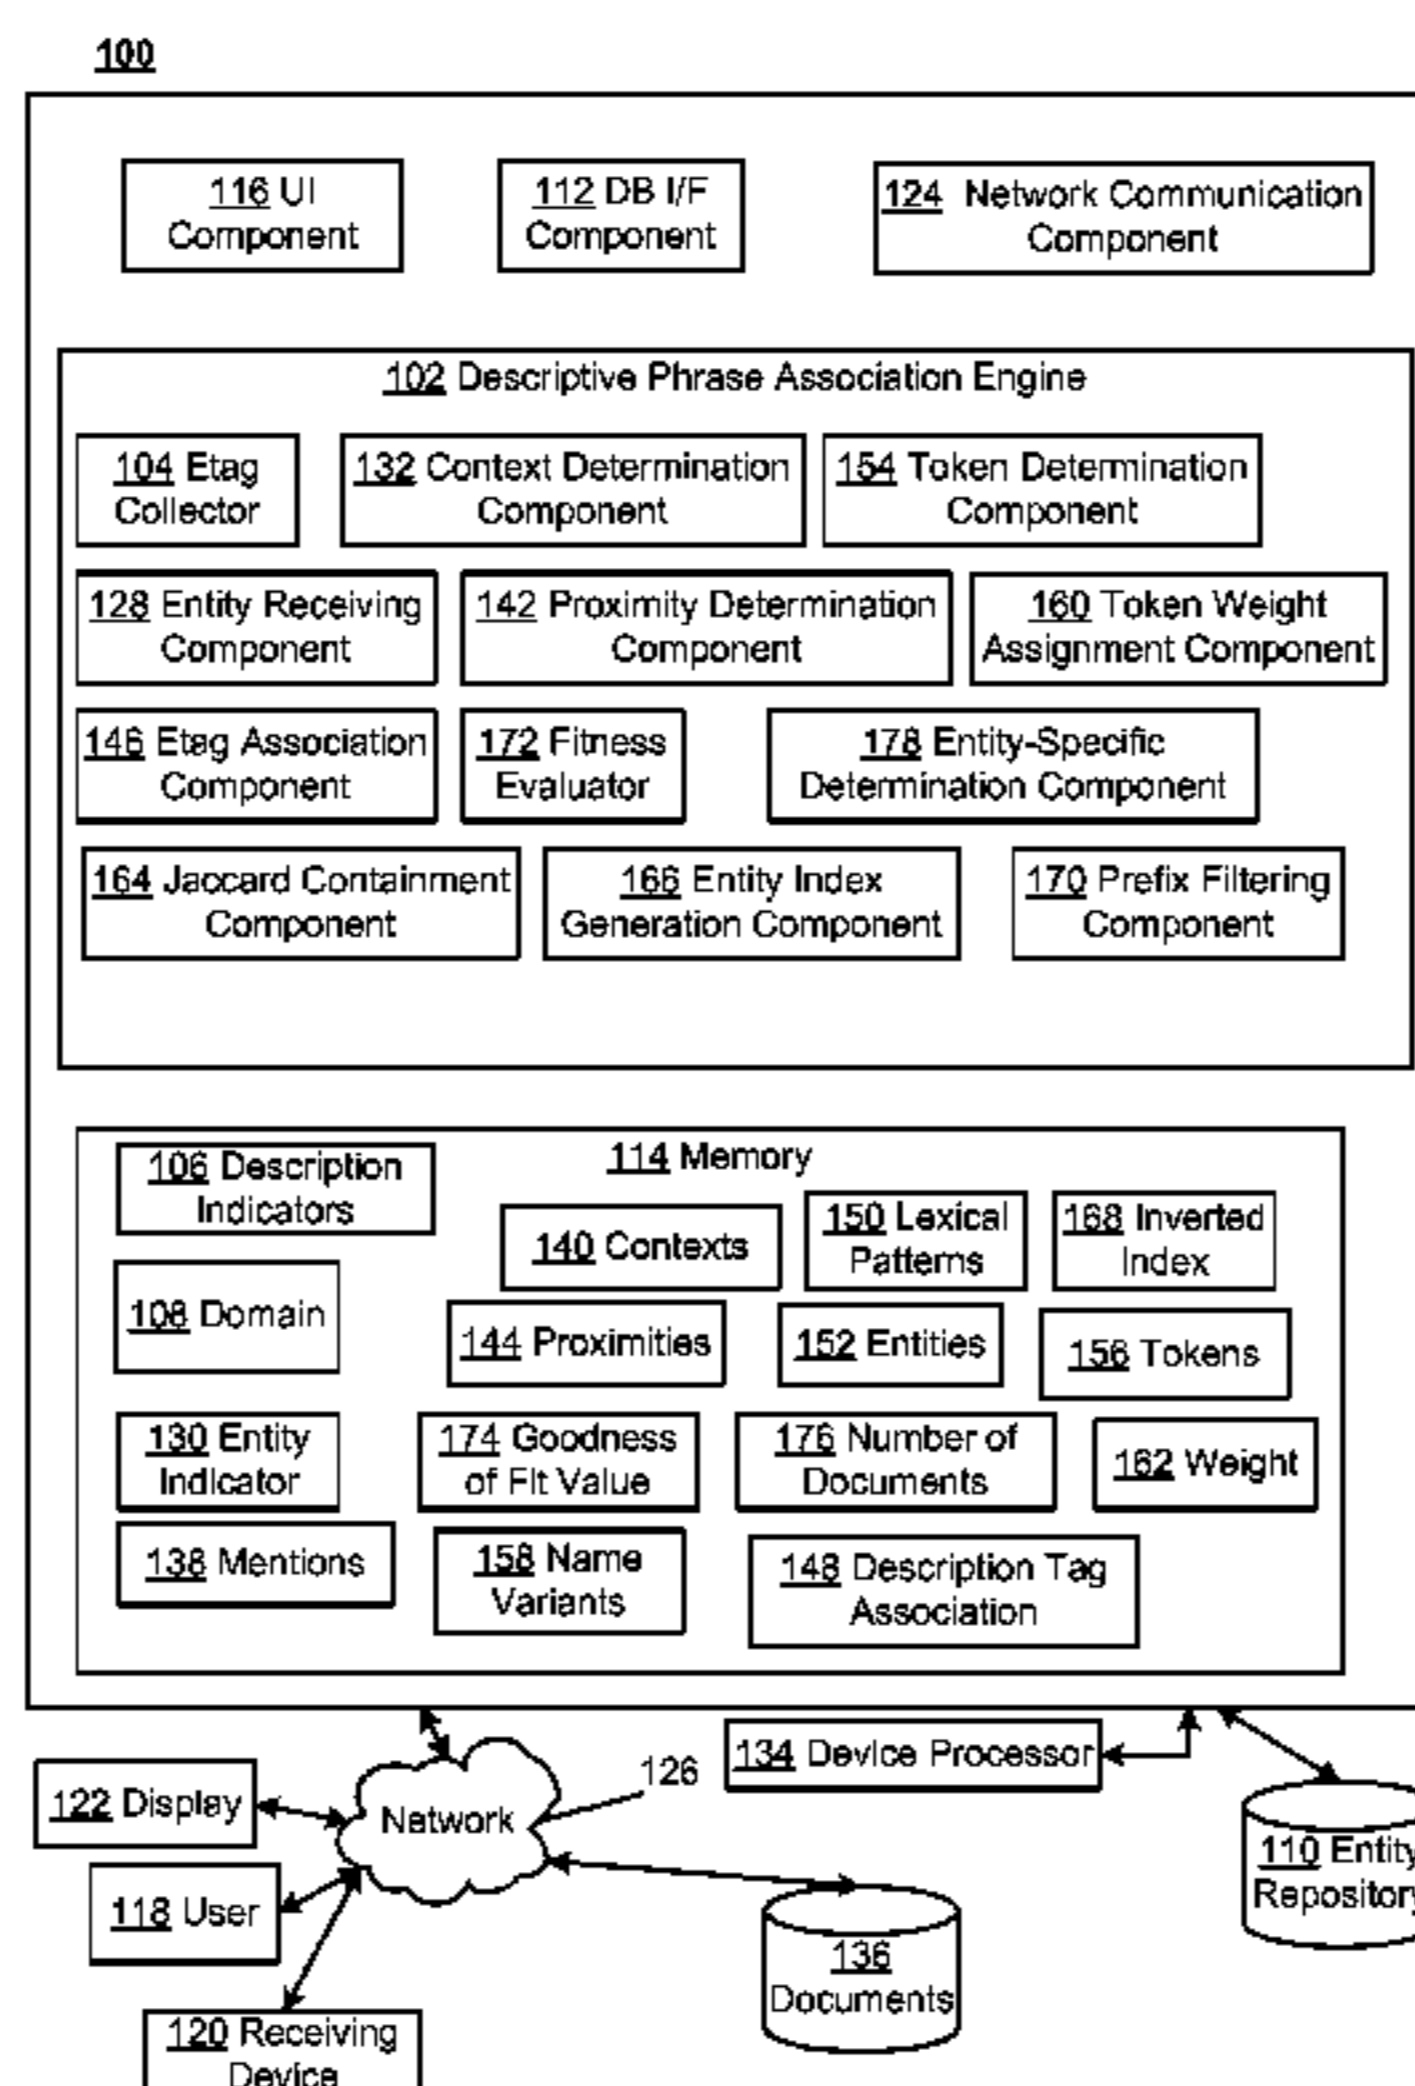 100
116 UI
Component
112 DB I/F
Component
124 Network Communication
Component
102 Descriptive Phrase Association Engine
104 Etag
Collector
132 Context Determination
Component
154 Token Determination
Component
128 Entity Receiving
Component
142 Proximity Determination
Component
160 Token Weight
Assignment Component
146 Etag Association
Component
172 Fitness
Evaluator
178 Entity-Specific
Determination Component
164 Jaccard Containment
Component
166 Entity Index
Generation Component
170 Prefix Filtering
Component
114 Memory
106 Description
Indicators
140 Contexts
150 Lexical
Patterns
168 Inverted
Index
108 Domain
144 Proximities
152 Entities
156 Tokens
130 Entity
Indicator
174 Goodness
of Fit Value
176 Number of
Documents
162 Weight
138 Mentions
158 Name
Variants
148 Description Tag
Association
134 Device Processor
126
122 Display
Network
110 Entity
Repository
118 User
136
Documents
120 Receiving
Device